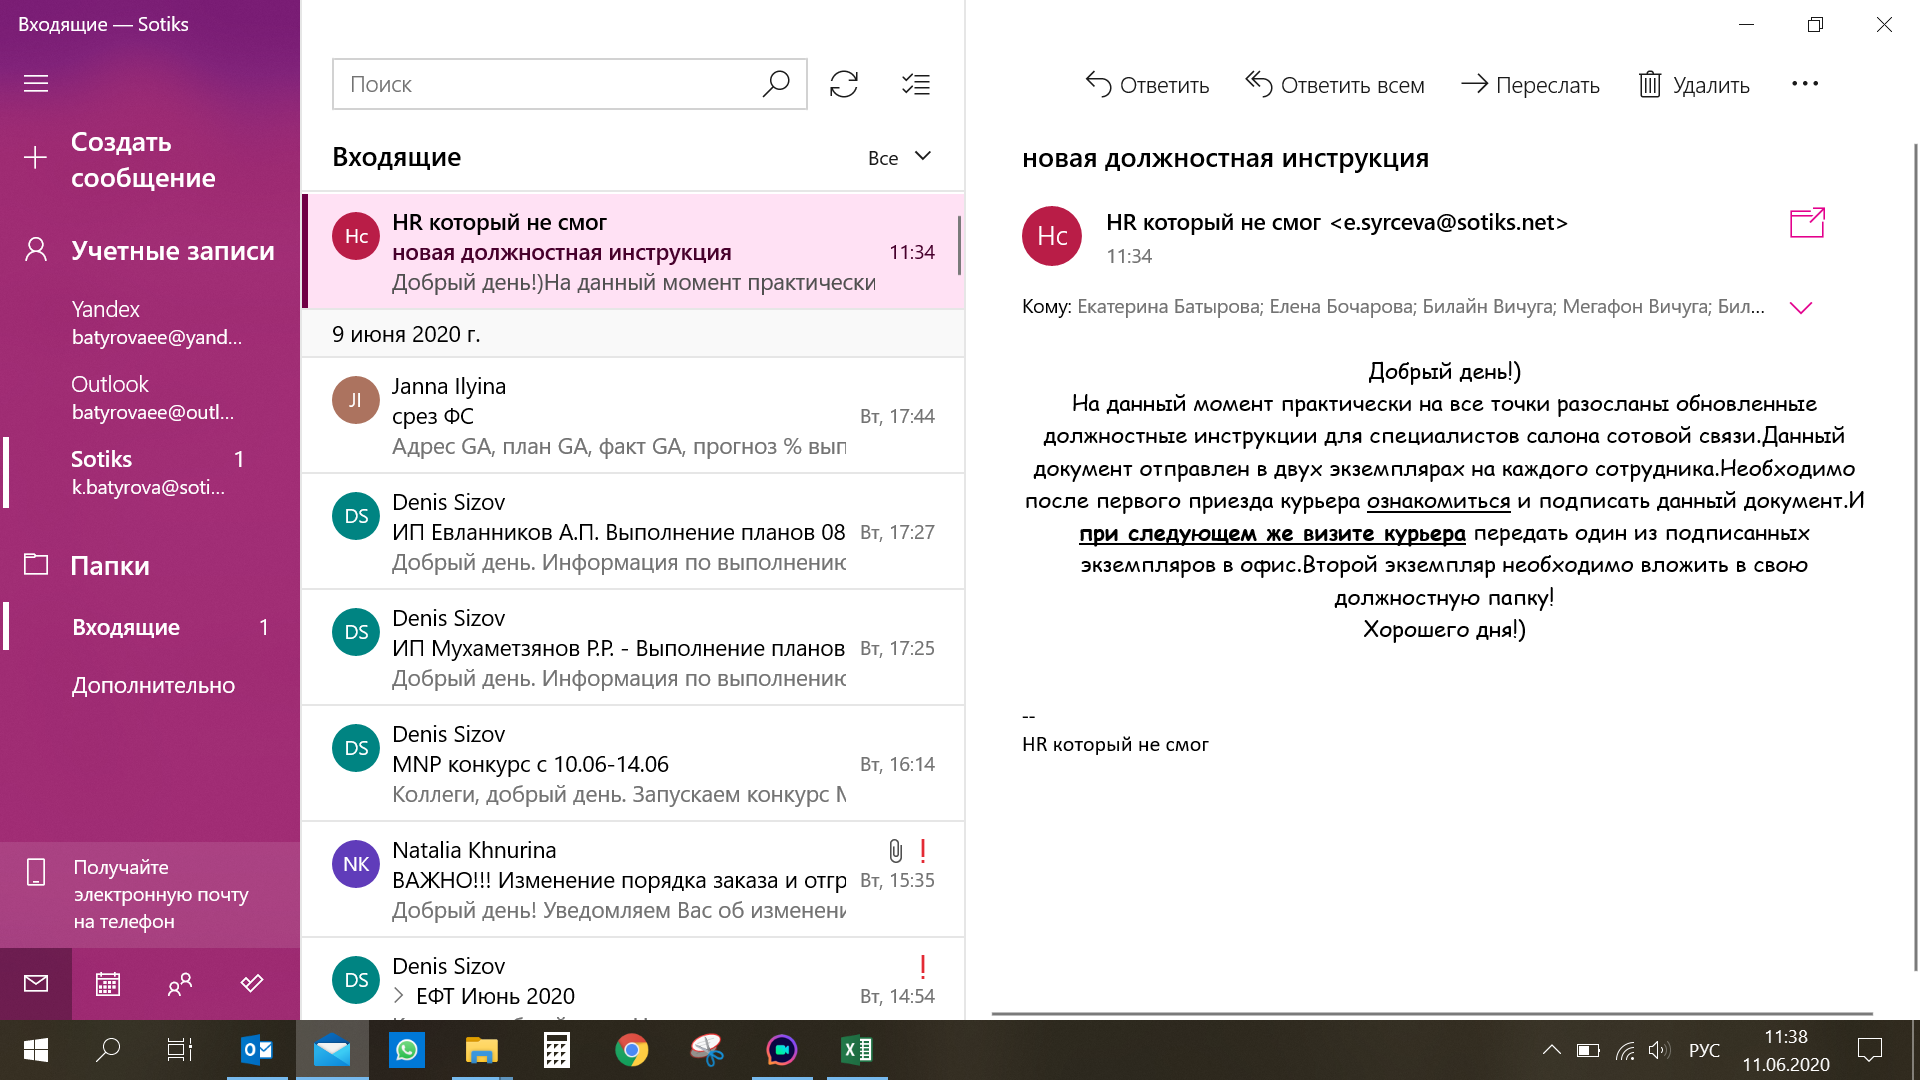 Входящие — Sotiks
Создать
сообщение
Учетные записи
Yandex
batyrovaee@yand...
Outlook
batyrovaee@outl...
Sotiks 1
k.batyrova@soti...
Папки
Входящие 1
Дополнительно
Получайте
электронную почту
на телефон
Поиск
Входящие
Все
Нс
HR который не смог
новая должностная инструкция 11:34
Добрый день!)На данный момент практически
9 июня 2020 г.
JI
Janna Ilyina
срез ФС Вт, 17:44
Адрес GA, план GA, факт GA, прогноз % вып
DS
Denis Sizov
ИП Евланников А.П. Выполнение планов 08 Вт, 17:27
Добрый день. Информация по выполнению
DS
Denis Sizov
ИП Мухаметзянов Р.Р. - Выполнение планов Вт, 17:25
Добрый день. Информация по выполнению
DS
Denis Sizov
MNP конкурс с 10.06-14.06 Вт, 16:14
Коллеги, добрый день. Запускаем конкурс М
NK
Natalia Khnurina
ВАЖНО!!! Изменение порядка заказа и отгр Вт, 15:35
Добрый день! Уведомляем Вас об изменени
DS
Denis Sizov
ЕФТ Июнь 2020 Вт, 14:54
Ответить Ответить всем Переслать Удалить
новая должностная инструкция
Нс
HR который не смог <e.syrceva@sotiks.net>
11:34
Кому: Екатерина Батырова; Елена Бочарова; Билайн Вичуга; Мегафон Вичуга; Бил...
Добрый день!)
На данный момент практически на все точки разосланы обновленные
должностные инструкции для специалистов салона сотовой связи.Данный
документ отправлен в двух экземплярах на каждого сотрудника.Необходимо
после первого приезда курьера ознакомиться и подписать данный документ.И
при следующем же визите курьера передать один из подписанных
экземпляров в офис.Второй экземпляр необходимо вложить в свою
должностную папку!
Хорошего дня!)
--
HR который не смог
РУС
11:38
11.06.2020